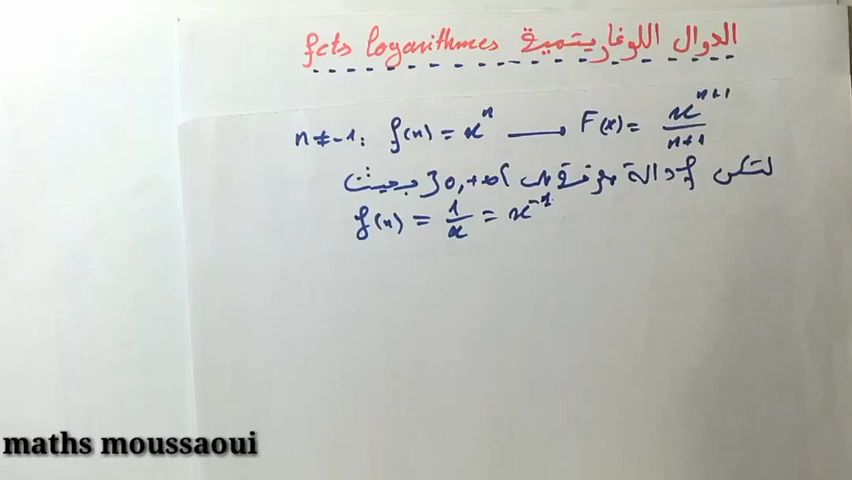 fcts logarithmes الدوال اللوغاريتمية
n ≠ -1 : f(x) = x^n → F(x) = x^(n+1)/(n+1)
لتكن f دالة معرفة على ]0,+∞[ بحيث
f(x) = 1/x = x^-1
maths moussaoui